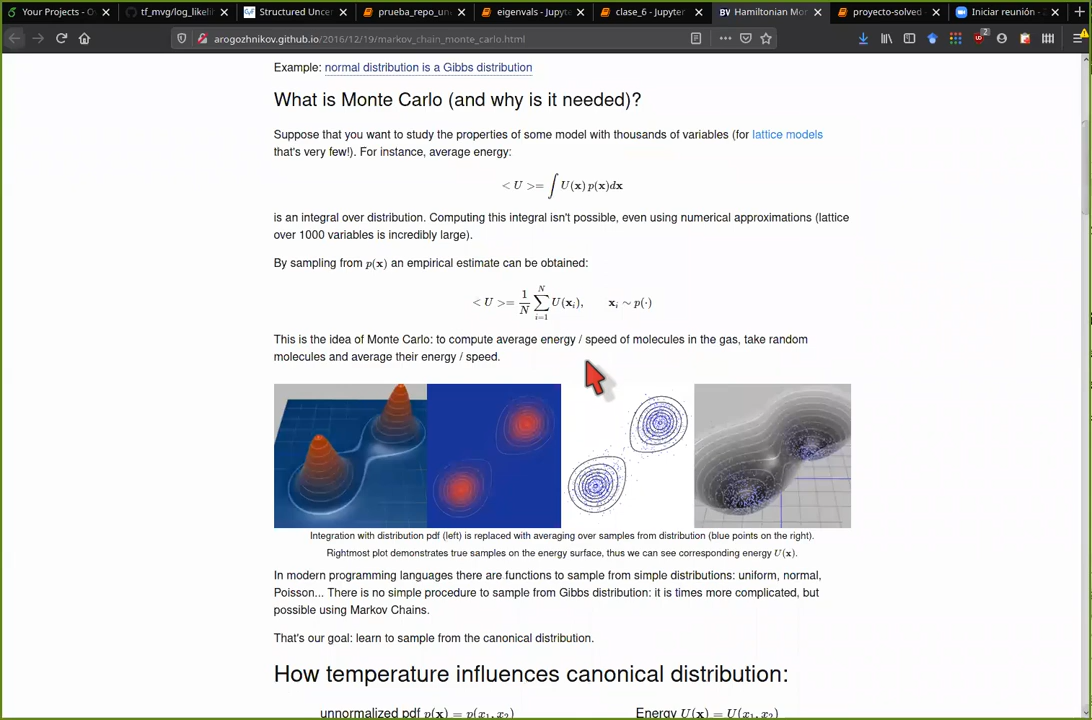 Your Projects - O
tf_mvg/log_likeli
Structured Uncer
prueba_repo_un
eigenvals - Jupyte
clase_6 - Jupyter
Hamiltonian Mor
proyecto-solved -
Iniciar reunión - Z
arogozhnikov.github.io/2016/12/19/markov_chain_monte_carlo.html
2
Example: normal distribution is a Gibbs distribution
What is Monte Carlo (and why is it needed)?
Suppose that you want to study the properties of some model with thousands of variables (for lattice models
that's very few!). For instance, average energy:
< U >= ∫ U(x) p(x)dx
is an integral over distribution. Computing this integral isn't possible, even using numerical approximations (lattice
over 1000 variables is incredibly large).
By sampling from p(x) an empirical estimate can be obtained:
< U >= 1/N ∑_{i=1}^{N} U(x_i),    x_i ∼ p(·)
This is the idea of Monte Carlo: to compute average energy / speed of molecules in the gas, take random
molecules and average their energy / speed.
Integration with distribution pdf (left) is replaced with averaging over samples from distribution (blue points on the right).
Rightmost plot demonstrates true samples on the energy surface, thus we can see corresponding energy U(x).
In modern programming languages there are functions to sample from simple distributions: uniform, normal,
Poisson... There is no simple procedure to sample from Gibbs distribution: it is times more complicated, but
possible using Markov Chains.
That's our goal: learn to sample from the canonical distribution.
How temperature influences canonical distribution:
unnormalized pdf p(x) = p(x₁, x₂)
Energy U(x) = U(x₁, x₂)